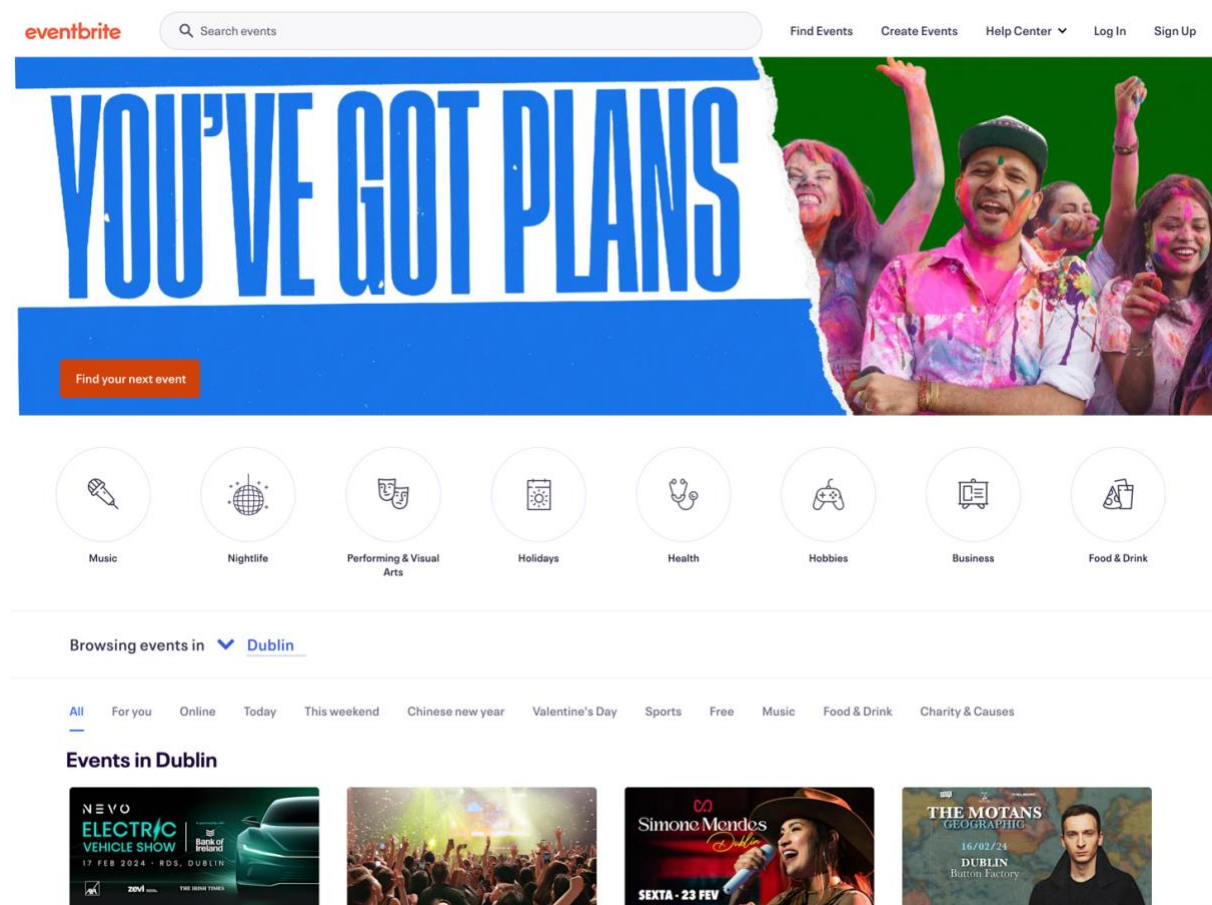 eventbrite
Search events
Find Events
Create Events
Help Center
Log In
Sign Up
YOU'VE GOT PLANS
Find your next event
Music
Nightlife
Performing & Visual
Arts
Holidays
Health
Hobbies
Business
Food & Drink
Browsing events in Dublin
All
For you
Online
Today
This weekend
Chinese new year
Valentine's Day
Sports
Free
Music
Food & Drink
Charity & Causes
Events in Dublin
NEVO
ELECTRIC
VEHICLE SHOW
Bank of
Ireland
17 FEB 2024 · RDS, DUBLIN
AXA
zevi
THE IRISH TIMES
Simone Mendes
Dublin
SEXTA - 23 FEV
THE MOTANS
GEOGRAPHIC
16/02/24
DUBLIN
Button Factory